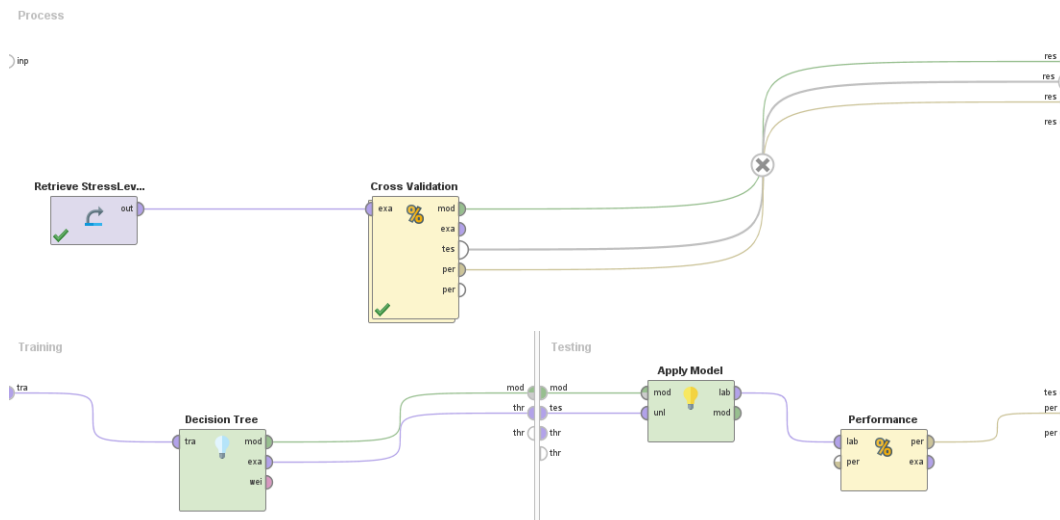 Process
inp
res
res
res
res
Retrieve StressLev...
out
Cross Validation
exa
mod
exa
tes
per
per
Training
tra
Decision Tree
tra
mod
exa
wei
mod
thr
thr
Testing
mod
tes
thr
thr
Apply Model
mod
lab
unl
mod
Performance
lab
per
per
exa
tes
per
per